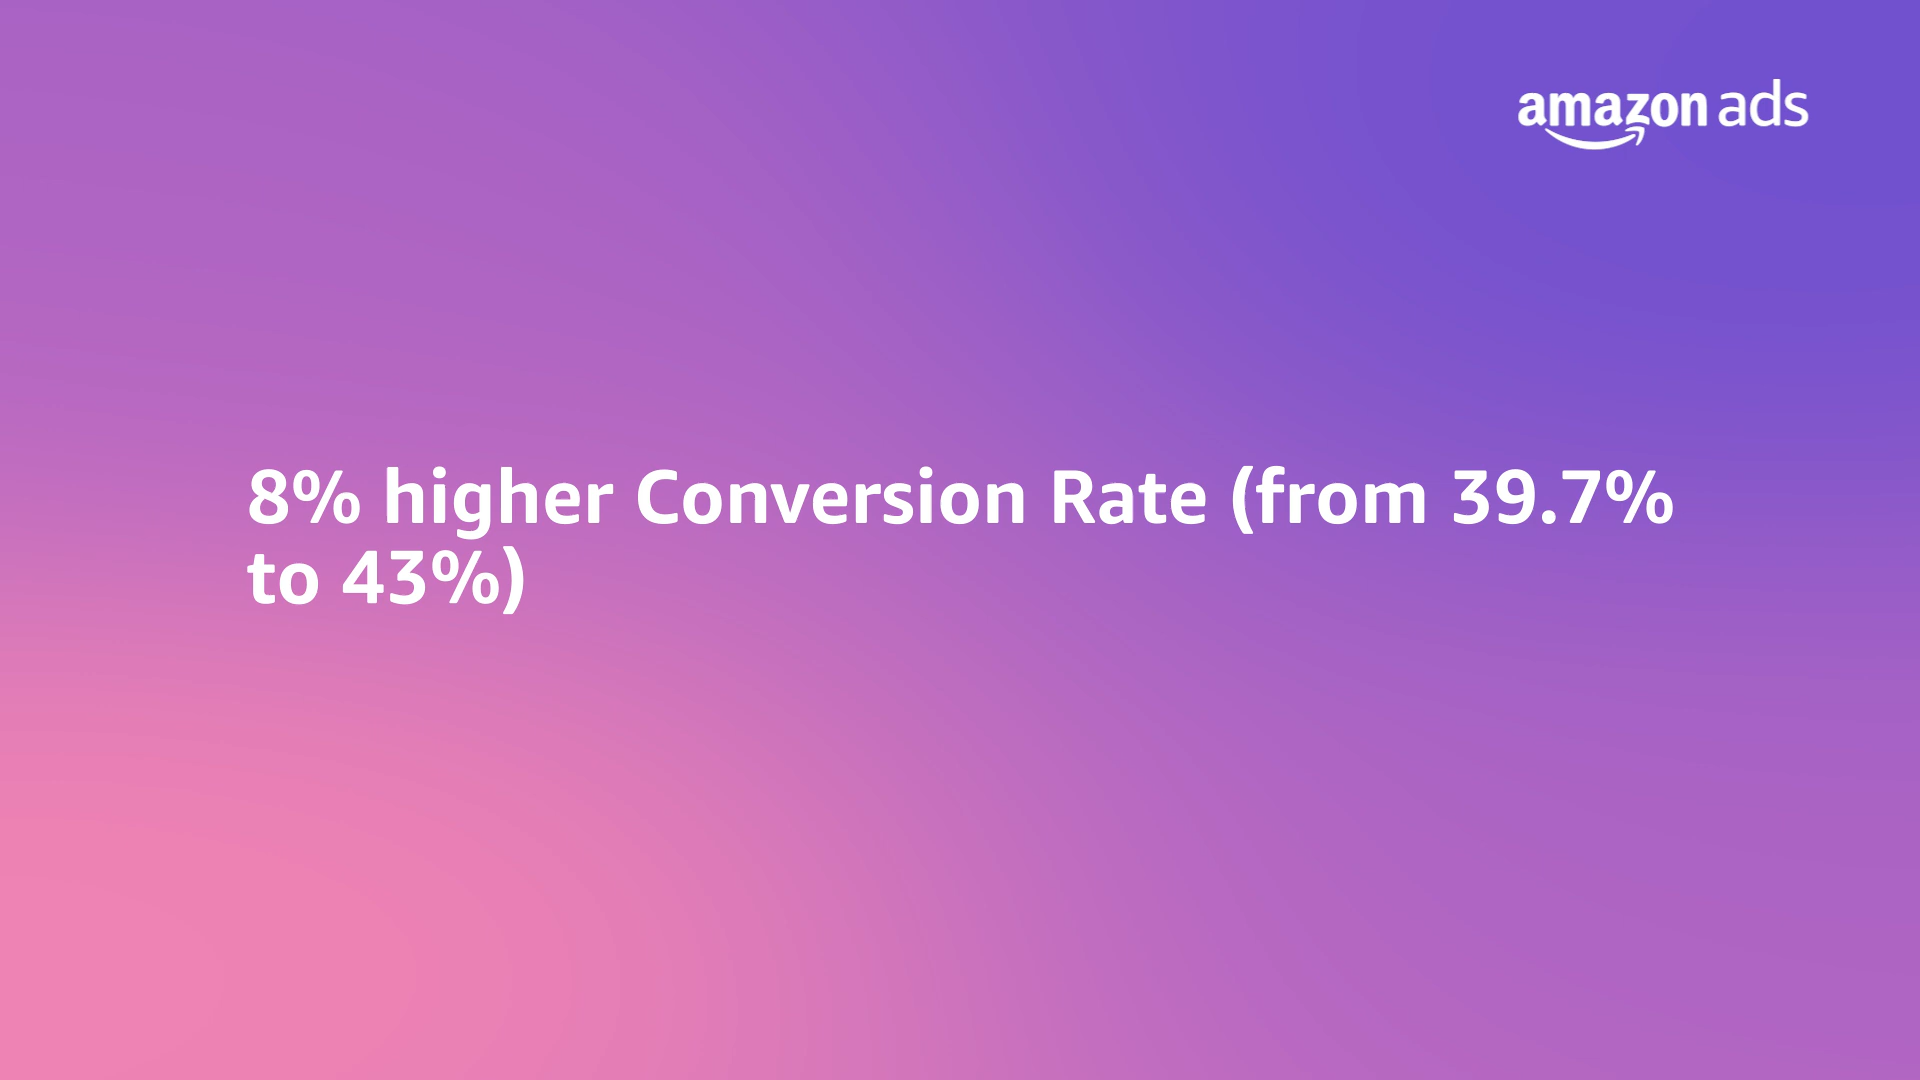 amazon ads
8% higher Conversion Rate (from 39.7%
to 43%)